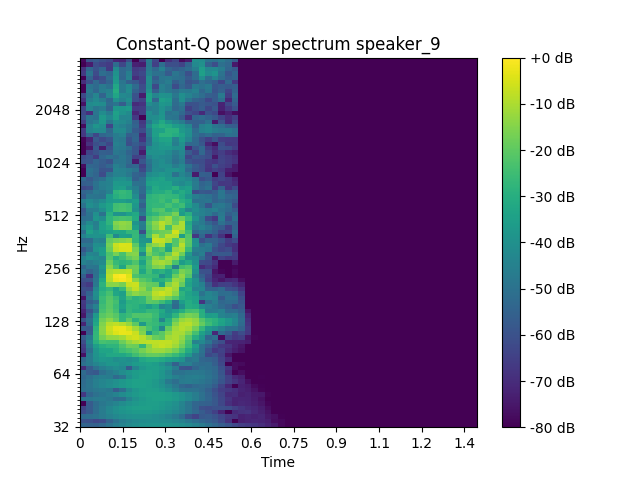 Constant-Q power spectrum speaker_9
Hz
2048
1024
512
256
128
64
32
0 0.15 0.3 0.45 0.6 0.75 0.9 1.1 1.2 1.4
Time
+0 dB
-10 dB
-20 dB
-30 dB
-40 dB
-50 dB
-60 dB
-70 dB
-80 dB